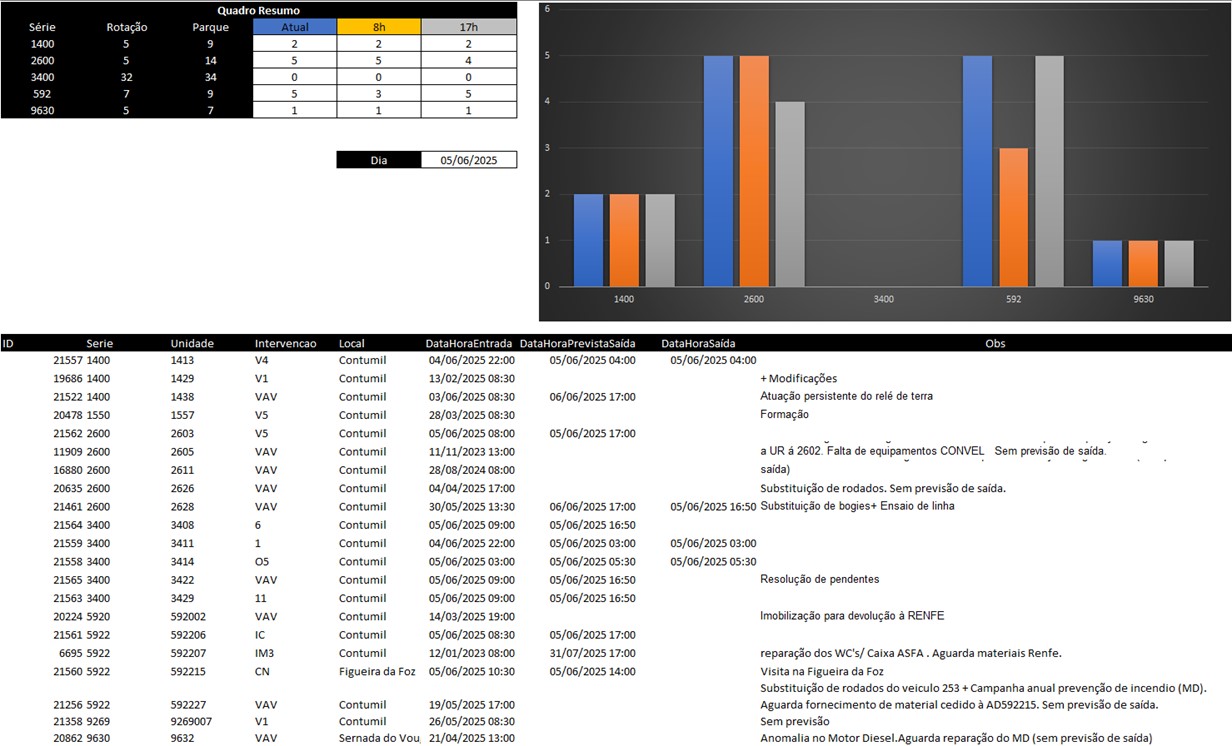 Quadro Resumo
Série Rotação Parque Atual 8h 17h
1400 5 9 2 2 2
2600 5 14 5 5 4
3400 32 34 0 0 0
592 7 9 5 3 5
9630 5 7 1 1 1
Dia 05/06/2025
6
5
4
3
2
1
0
1400 2600 3400 592 9630
ID Serie Unidade Intervencao Local DataHoraEntrada DataHoraPrevistaSaída DataHoraSaída Obs
21557 1400 1413 V4 Contumil 04/06/2025 22:00 05/06/2025 04:00 05/06/2025 04:00
19686 1400 1429 V1 Contumil 13/02/2025 08:30 + Modificações
21522 1400 1438 VAV Contumil 03/06/2025 08:30 06/06/2025 17:00 Atuação persistente do relé de terra
20478 1550 1557 V5 Contumil 28/03/2025 08:30 Formação
21562 2600 2603 V5 Contumil 05/06/2025 08:00 05/06/2025 17:00
11909 2600 2605 VAV Contumil 11/11/2023 13:00 a UR á 2602. Falta de equipamentos CONVEL Sem previsão de saída.
16880 2600 2611 VAV Contumil 28/08/2024 08:00 saída)
20635 2600 2626 VAV Contumil 04/04/2025 17:00 Substituição de rodados. Sem previsão de saída.
21461 2600 2628 VAV Contumil 30/05/2025 13:30 06/06/2025 17:00 05/06/2025 16:50 Substituição de bogies+ Ensaio de linha
21564 3400 3408 6 Contumil 05/06/2025 09:00 05/06/2025 16:50
21559 3400 3411 1 Contumil 04/06/2025 22:00 05/06/2025 03:00 05/06/2025 03:00
21558 3400 3414 O5 Contumil 05/06/2025 03:00 05/06/2025 05:30 05/06/2025 05:30
21565 3400 3422 VAV Contumil 05/06/2025 09:00 05/06/2025 16:50 Resolução de pendentes
21563 3400 3429 11 Contumil 05/06/2025 09:00 05/06/2025 16:50
20224 5920 592002 VAV Contumil 14/03/2025 19:00 Imobilização para devolução à RENFE
21561 5922 592206 IC Contumil 05/06/2025 08:30 05/06/2025 17:00
6695 5922 592207 IM3 Contumil 12/01/2023 08:00 31/07/2025 17:00 reparação dos WC's/ Caixa ASFA . Aguarda materiais Renfe.
21560 5922 592215 CN Figueira da Foz 05/06/2025 10:30 05/06/2025 14:00 Visita na Figueira da Foz
Substituição de rodados do veiculo 253 + Campanha anual prevenção de incendio (MD).
21256 5922 592227 VAV Contumil 19/05/2025 17:00 Aguarda fornecimento de material cedido à AD592215. Sem previsão de saída.
21358 9269 9269007 V1 Contumil 26/05/2025 08:30 Sem previsão
20862 9630 9632 VAV Sernada do Vou 21/04/2025 13:00 Anomalia no Motor Diesel.Aguarda reparação do MD (sem previsão de saída)